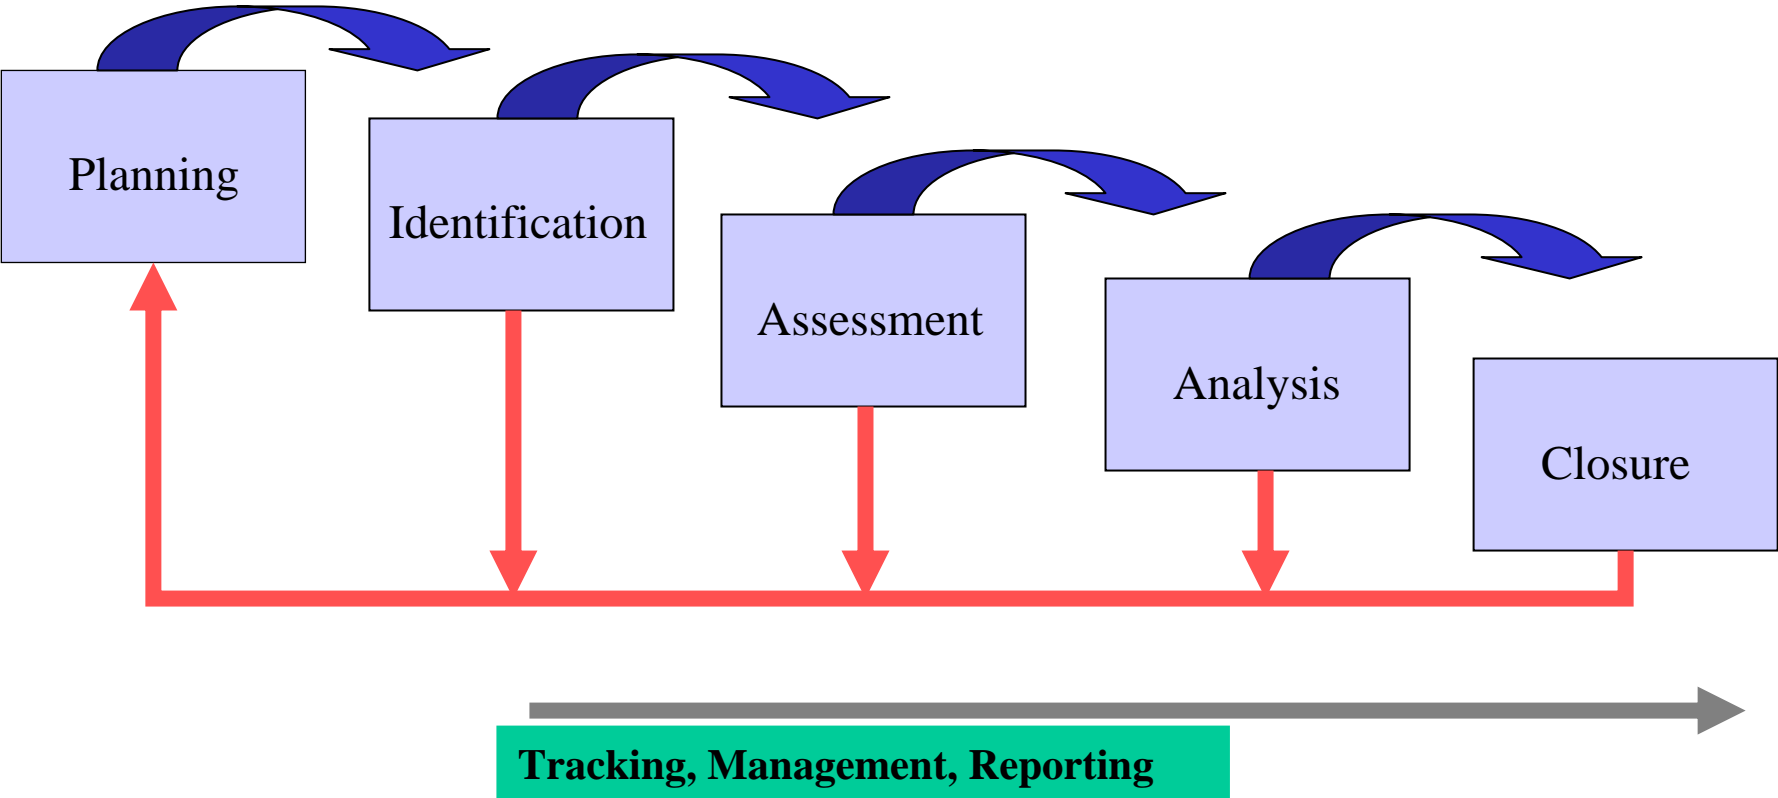 Planning
Identification
Assessment
Analysis
Closure
Tracking, Management, Reporting